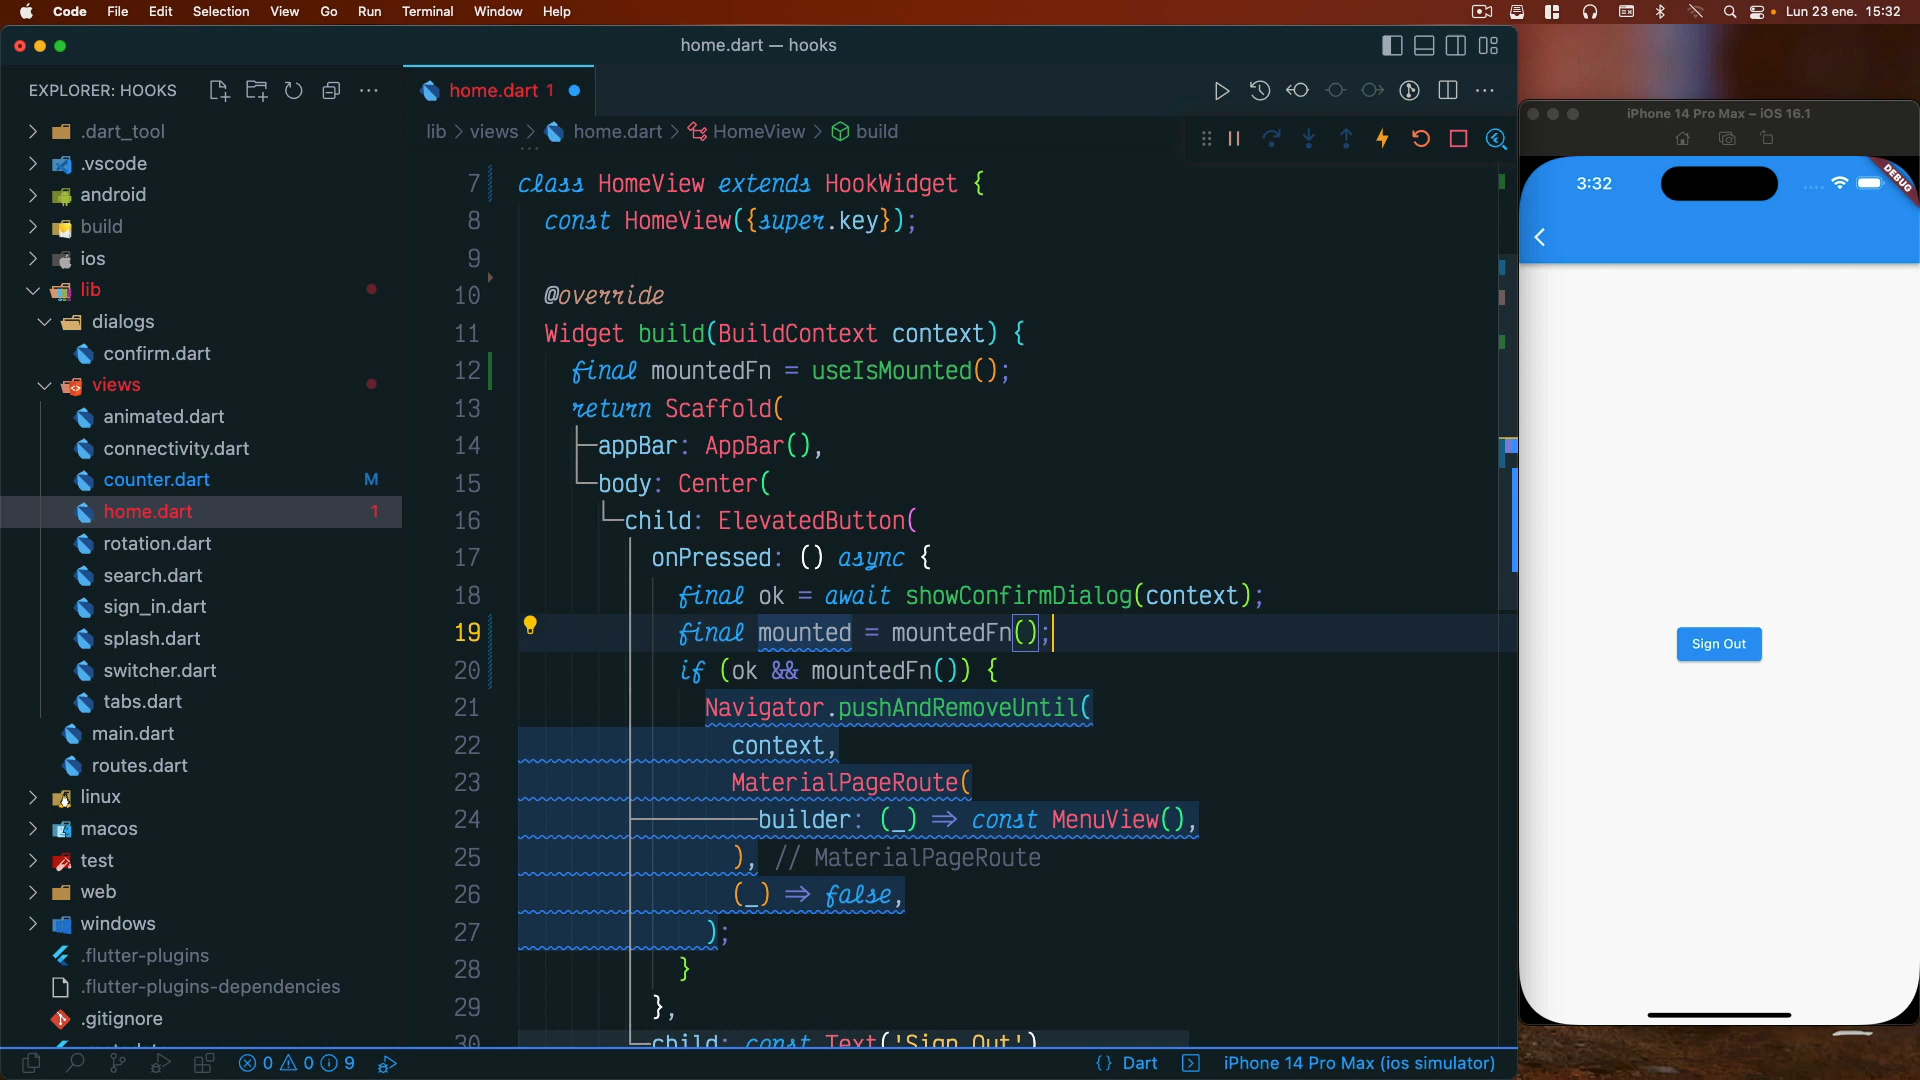 Code File Edit Selection View Go Run Terminal Window Help
Lun 23 ene. 15:32
home.dart — hooks
EXPLORER: HOOKS
home.dart 1
lib > views > home.dart > HomeView > build
.dart_tool
.vscode
android
build
ios
lib
dialogs
confirm.dart
views
animated.dart
connectivity.dart
counter.dart M
home.dart 1
rotation.dart
search.dart
sign_in.dart
splash.dart
switcher.dart
tabs.dart
main.dart
routes.dart
linux
macos
test
web
windows
.flutter-plugins
.flutter-plugins-dependencies
.gitignore
7 class HomeView extends HookWidget {
8 const HomeView({super.key});
9
10 @override
11 Widget build(BuildContext context) {
12 final mountedFn = useIsMounted();
13 return Scaffold(
14 appBar: AppBar(),
15 body: Center(
16 child: ElevatedButton(
17 onPressed: () async {
18 final ok = await showConfirmDialog(context);
19 final mounted = mountedFn();
20 if (ok && mountedFn()) {
21 Navigator.pushAndRemoveUntil(
22 context,
23 MaterialPageRoute(
24 builder: (_) => const MenuView(),
25 ), // MaterialPageRoute
26 (_) => false,
27 );
28 }
29 },
30 child: const Text('Sign Out')
0 0 9
{} Dart
iPhone 14 Pro Max (ios simulator)
iPhone 14 Pro Max – iOS 16.1
3:32
DEBUG
Sign Out